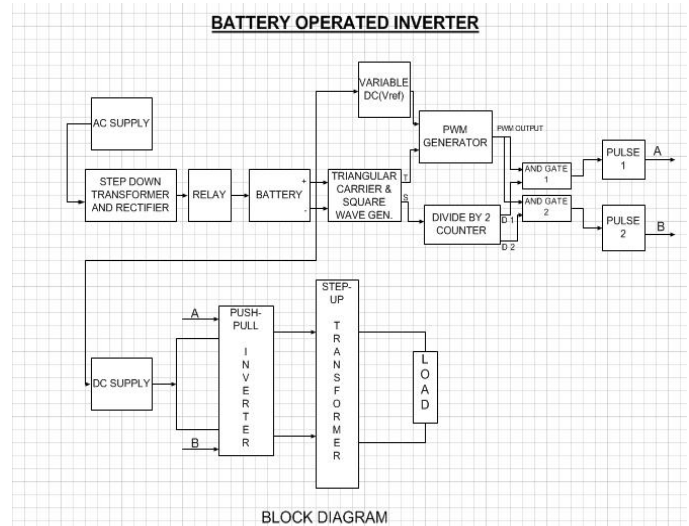 BATTERY OPERATED INVERTER
VARIABLE
DC(Vref)
AC SUPPLY
PWM
GENERATOR
PWM OUTPUT
PULSE
1
A
STEP DOWN
TRANSFORMER
AND RECTIFIER
RELAY
BATTERY
+
-
TRIANGULAR
CARRIER &
SQUARE
WAVE GEN.
T
S
AND GATE
1
AND GATE
2
DIVIDE BY 2
COUNTER
D 1
D 2
PULSE
2
B
STEP-
UP
T
R
A
N
S
F
O
R
M
E
R
A
PUSH-
PULL
I
N
V
E
R
T
E
R
B
DC SUPPLY
L
O
A
D
BLOCK DIAGRAM